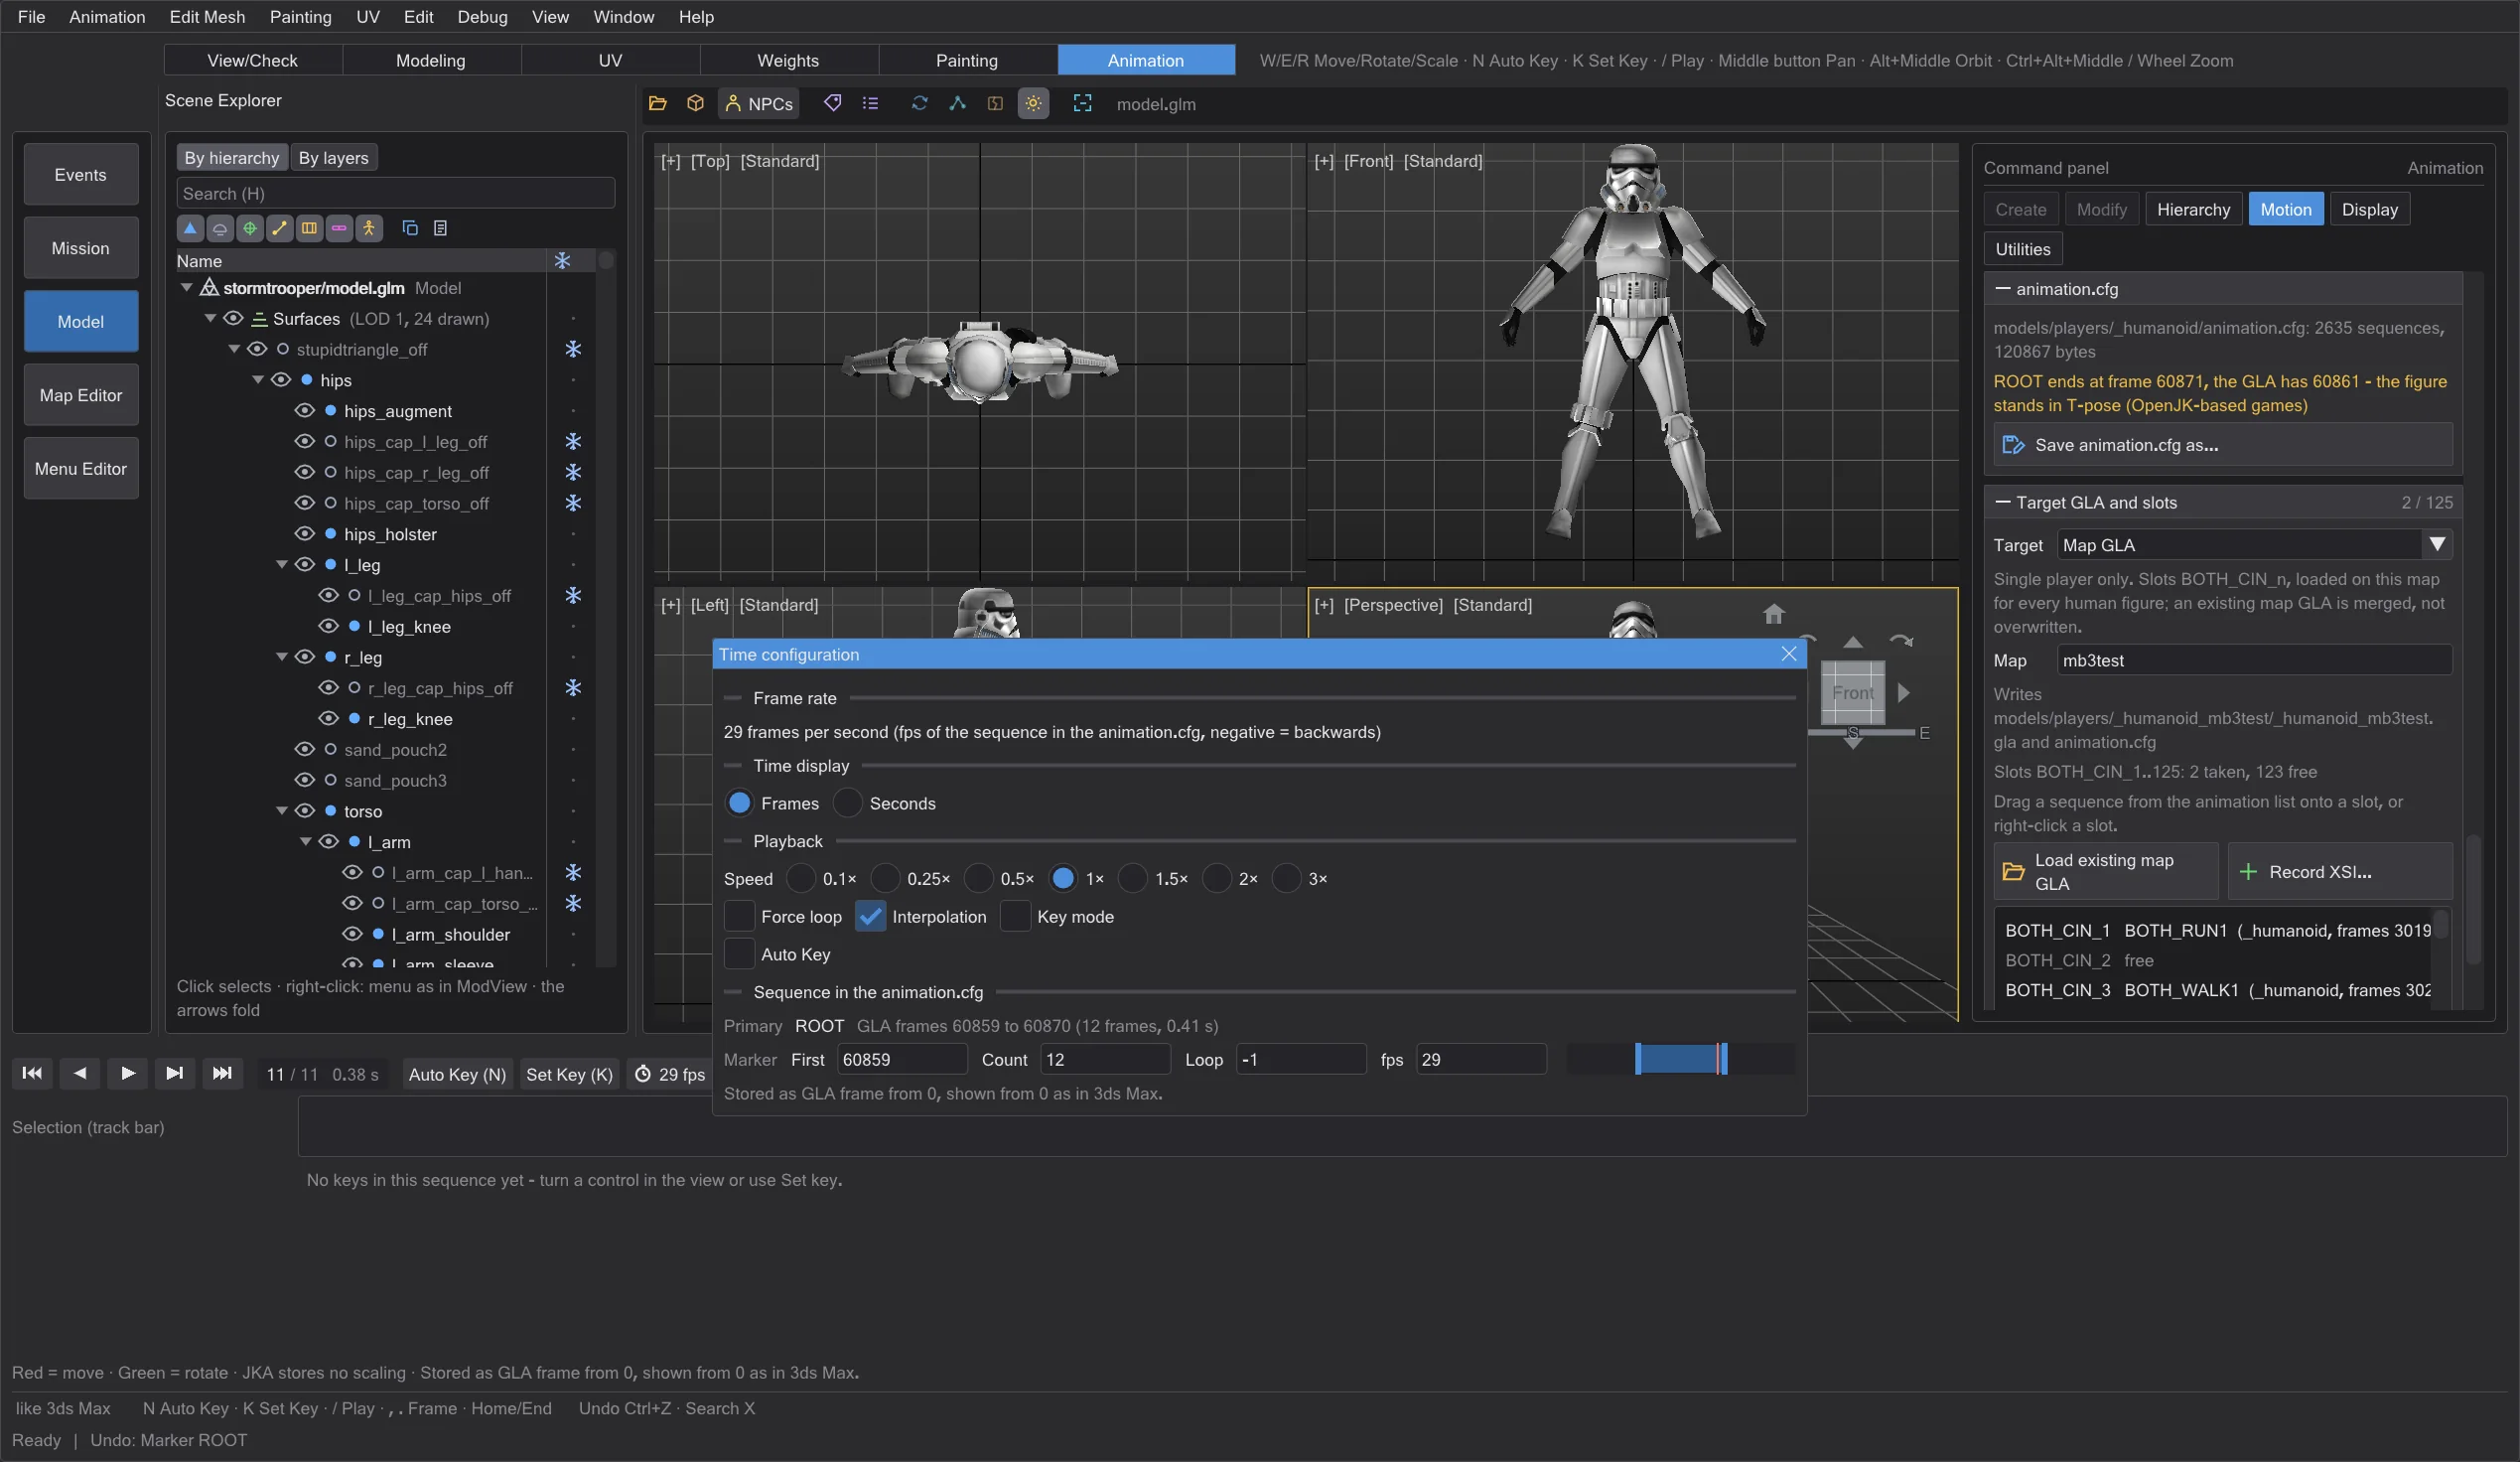 File Animation Edit Mesh Painting UV Edit Debug View Window Help
View/Check Modeling UV Weights Painting Animation W/E/R Move/Rotate/Scale · N Auto Key · K Set Key · / Play · Middle button Pan · Alt+Middle Orbit · Ctrl+Alt+Middle / Wheel Zoom
Scene Explorer
NPCs model.glm
Events
Mission
Model
Map Editor
Menu Editor
By hierarchy By layers
Search (H)
Name
stormtrooper/model.glm Model
Surfaces (LOD 1, 24 drawn)
stupidtriangle_off
hips
hips_augment
hips_cap_l_leg_off
hips_cap_r_leg_off
hips_cap_torso_off
hips_holster
l_leg
l_leg_cap_hips_off
l_leg_knee
r_leg
r_leg_cap_hips_off
r_leg_knee
sand_pouch2
sand_pouch3
torso
l_arm
l_arm_cap_l_han...
l_arm_cap_torso_...
l_arm_shoulder
l_arm_sleeve
Click selects · right-click: menu as in ModView · the
arrows fold
[+] [Top] [Standard]
[+] [Front] [Standard]
[+] [Left] [Standard]
[+] [Perspective] [Standard]
Front
S
E
Time configuration
Frame rate
29 frames per second (fps of the sequence in the animation.cfg, negative = backwards)
Time display
Frames Seconds
Playback
Speed 0.1× 0.25× 0.5× 1× 1.5× 2× 3×
Force loop Interpolation Key mode
Auto Key
Sequence in the animation.cfg
Primary ROOT GLA frames 60859 to 60870 (12 frames, 0.41 s)
Marker First 60859 Count 12 Loop -1 fps 29
Stored as GLA frame from 0, shown from 0 as in 3ds Max.
Command panel Animation
Create Modify Hierarchy Motion Display
Utilities
animation.cfg
models/players/_humanoid/animation.cfg: 2635 sequences,
120867 bytes
ROOT ends at frame 60871, the GLA has 60861 - the figure
stands in T-pose (OpenJK-based games)
Save animation.cfg as...
Target GLA and slots 2 / 125
Target Map GLA
Single player only. Slots BOTH_CIN_n, loaded on this map
for every human figure; an existing map GLA is merged, not
overwritten.
Map mb3test
Writes
models/players/_humanoid_mb3test/_humanoid_mb3test.
gla and animation.cfg
Slots BOTH_CIN_1..125: 2 taken, 123 free
Drag a sequence from the animation list onto a slot, or
right-click a slot.
Load existing map
GLA
Record XSI...
BOTH_CIN_1 BOTH_RUN1 (_humanoid, frames 3019
BOTH_CIN_2 free
BOTH_CIN_3 BOTH_WALK1 (_humanoid, frames 302
11 / 11 0.38 s Auto Key (N) Set Key (K) 29 fps
Selection (track bar)
No keys in this sequence yet - turn a control in the view or use Set key.
Red = move · Green = rotate · JKA stores no scaling · Stored as GLA frame from 0, shown from 0 as in 3ds Max.
like 3ds Max N Auto Key · K Set Key · / Play · , . Frame · Home/End Undo Ctrl+Z · Search X
Ready | Undo: Marker ROOT